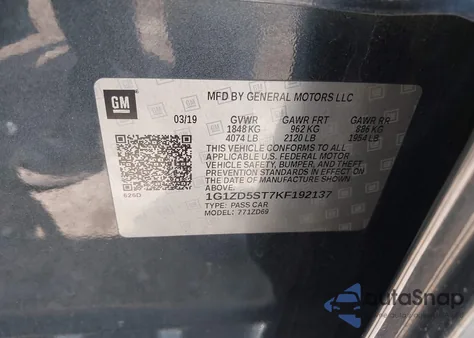 GM
MFD BY GENERAL MOTORS LLC
03/19
GVWR GAWR FRT GAWR RR
1848 KG 962 KG 886 KG
4074 LB 2120 LB 1954 LB
THIS VEHICLE CONFORMS TO ALL
APPLICABLE U.S. FEDERAL MOTOR
VEHICLE SAFETY, BUMPER, AND THEFT
PREVENTION STANDARDS IN EFFECT ON
THE DATE OF MANUFACTURE SHOWN
ABOVE.
1G1ZD5ST7KF192137
TYPE: PASS CAR
MODEL: 771ZD69
autoSnap